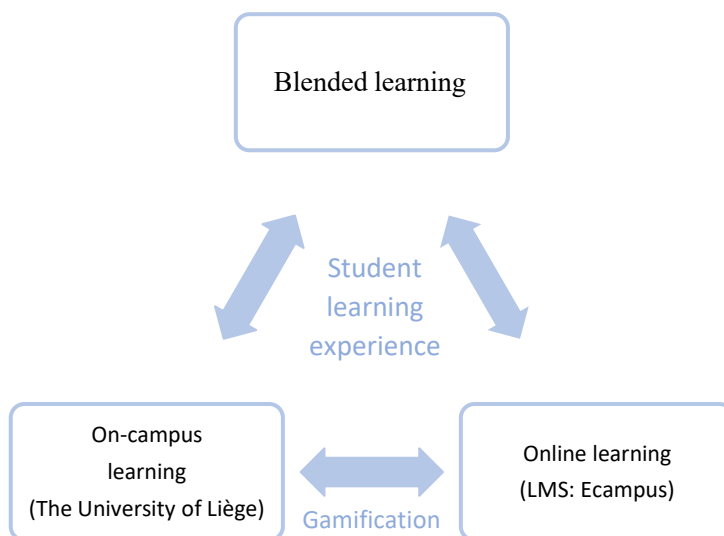 Blended learning
Student
learning
experience
On-campus
learning
(The University of Liège)
Online learning
(LMS: Ecampus)
Gamification